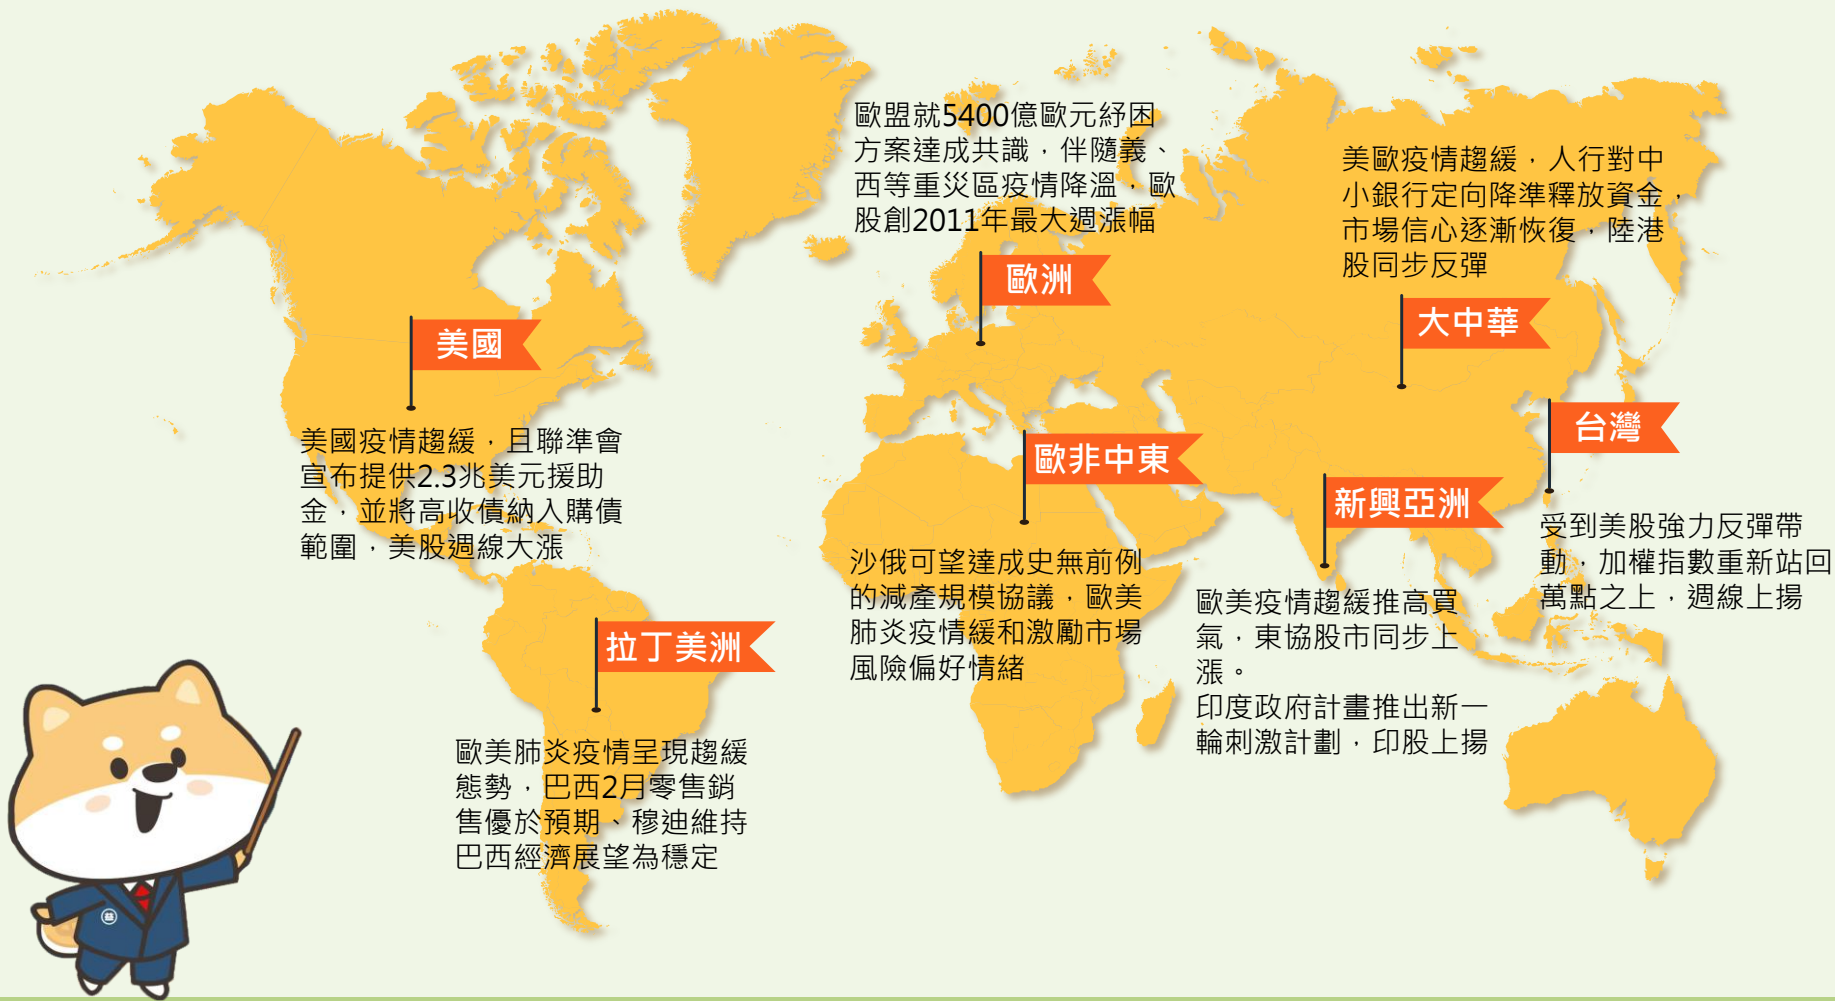 歐盟就5400億歐元紓困
方案達成共識，伴隨義、
西等重災區疫情降溫，歐
股創2011年最大週漲幅
歐洲
美歐疫情趨緩，人行對中
小銀行定向降準釋放資金，
市場信心逐漸恢復，陸港
股同步反彈
大中華
美國
美國疫情趨緩，且聯準會
宣布提供2.3兆美元援助
金，並將高收債納入購債
範圍，美股週線大漲
台灣
受到美股強力反彈帶
動，加權指數重新站回
萬點之上，週線上揚
歐非中東
沙俄可望達成史無前例
的減產規模協議，歐美
肺炎疫情緩和激勵市場
風險偏好情緒
新興亞洲
歐美疫情趨緩推高買
氣，東協股市同步上
漲。
印度政府計畫推出新一
輪刺激計劃，印股上揚
拉丁美洲
歐美肺炎疫情呈現趨緩
態勢，巴西2月零售銷
售優於預期、穆迪維持
巴西經濟展望為穩定